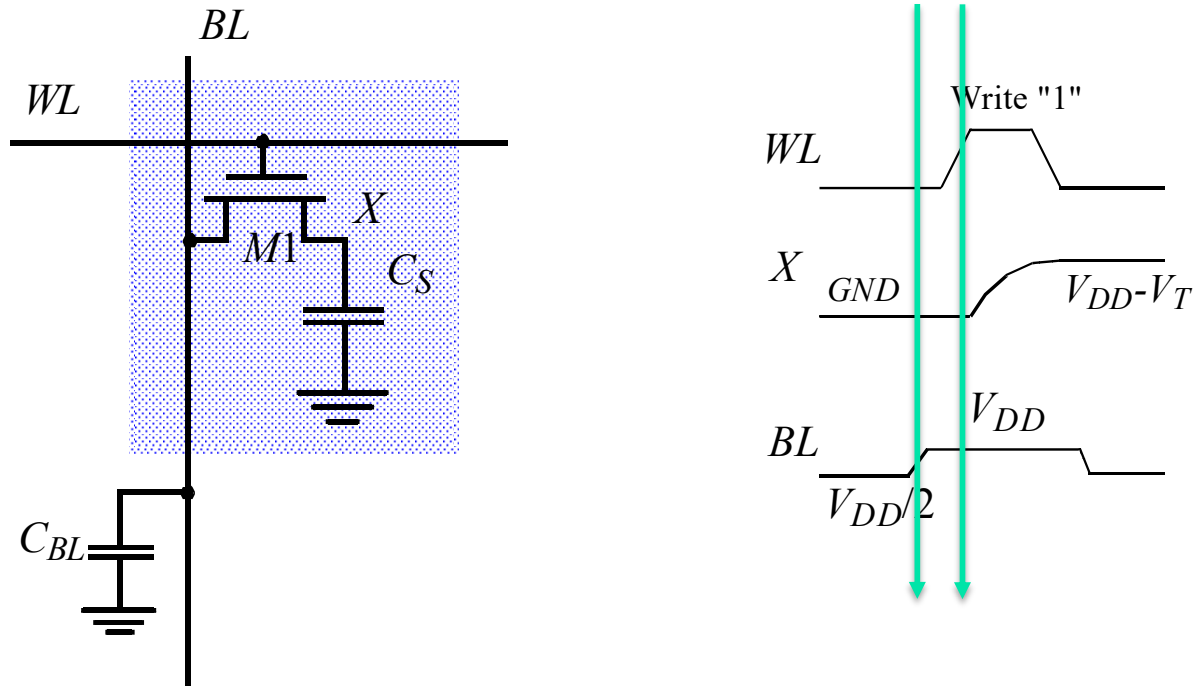 BL
WL
X
M1
C_S
C_BL
Write "1"
WL
X
GND
V_DD-V_T
V_DD
BL
V_DD/2